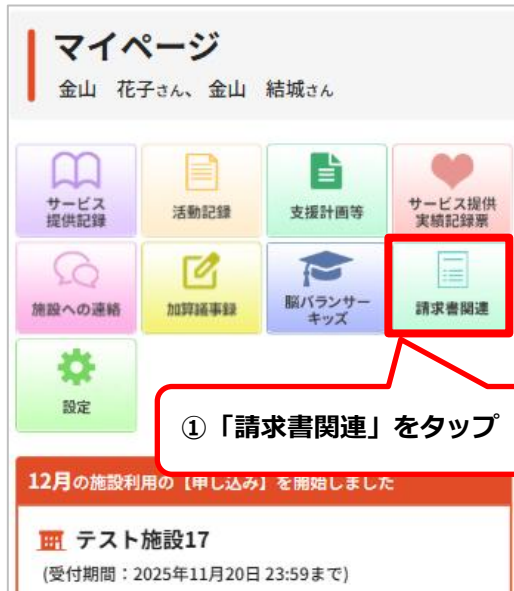 マイページ
金山　花子さん、金山　結城さん
サービス
提供記録
活動記録
支援計画等
サービス提供
実績記録票
施設への連絡
加算議事録
脳バランサー
キッズ
請求書関連
設定
①「請求書関連」をタップ
12月の施設利用の【申し込み】を開始しました
テスト施設17
(受付期間：2025年11月20日 23:59まで)